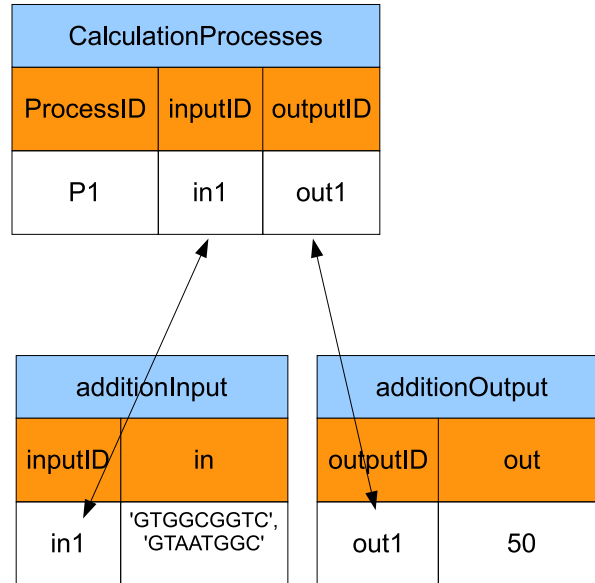 CalculationProcesses
ProcessID inputID outputID
P1 in1 out1
additionInput additionOutput
inputID in outputID out
'GTGGCGGTC',
'GTAATGGC'
in1 out1 50